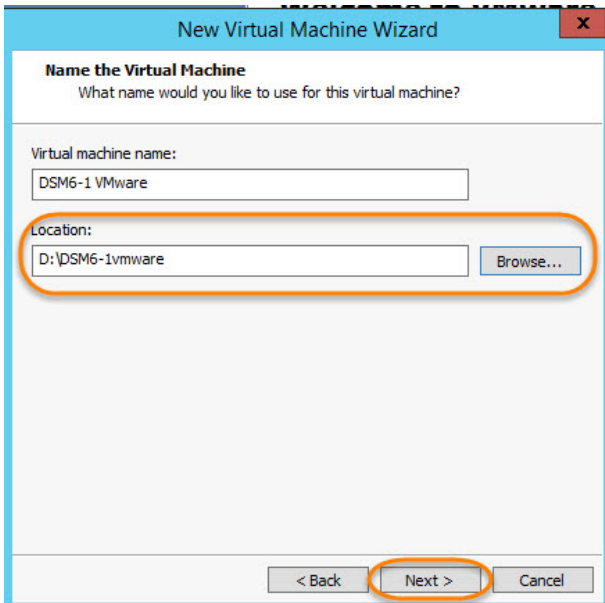 New Virtual Machine Wizard
x
Name the Virtual Machine
What name would you like to use for this virtual machine?
Virtual machine name:
DSM6-1 VMware
Location:
D:\DSM6-1vmware
Browse...
< Back
Next >
Cancel